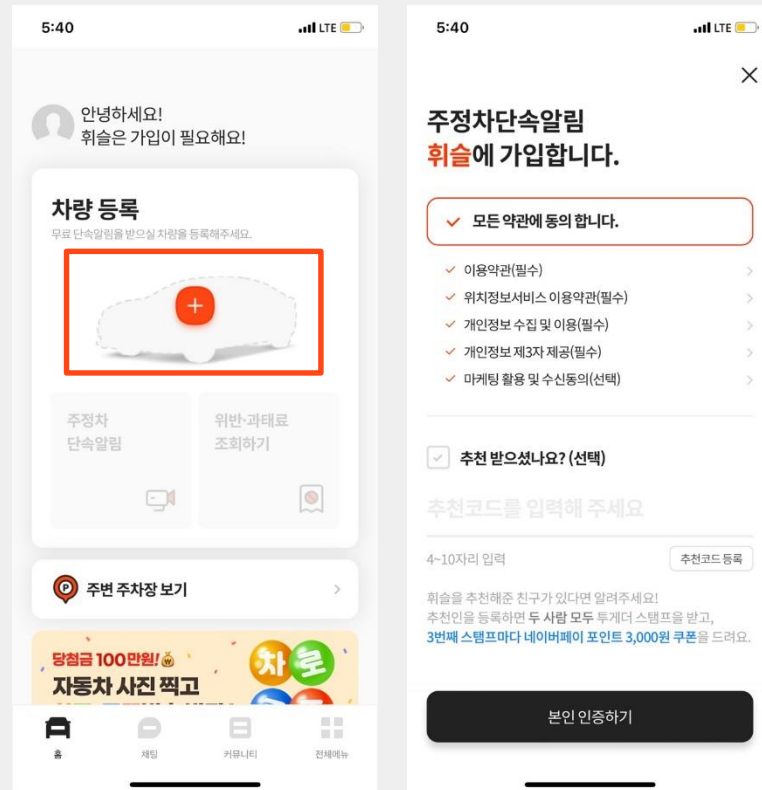 5:40
LTE
안녕하세요!
휘슬은 가입이 필요해요!
차량 등록
무료 단속알림을 받으실 차량을 등록해주세요.
주정차
단속알림
위반·과태료
조회하기
주변 주차장 보기
당첨금 100만원!
자동차 사진 찍고
차로
홈
채팅
커뮤니티
전체메뉴
5:40
LTE
주정차단속알림
휘슬에 가입합니다.
모든 약관에 동의 합니다.
이용약관(필수)
위치정보서비스 이용약관(필수)
개인정보 수집 및 이용(필수)
개인정보 제3자 제공(필수)
마케팅 활용 및 수신동의(선택)
추천 받으셨나요? (선택)
추천코드를 입력해 주세요
4~10자리 입력
추천코드 등록
휘슬을 추천해준 친구가 있다면 알려주세요!
추천인을 등록하면 두 사람 모두 투게더 스탬프를 받고,
3번째 스탬프마다 네이버페이 포인트 3,000원 쿠폰을 드려요.
본인 인증하기